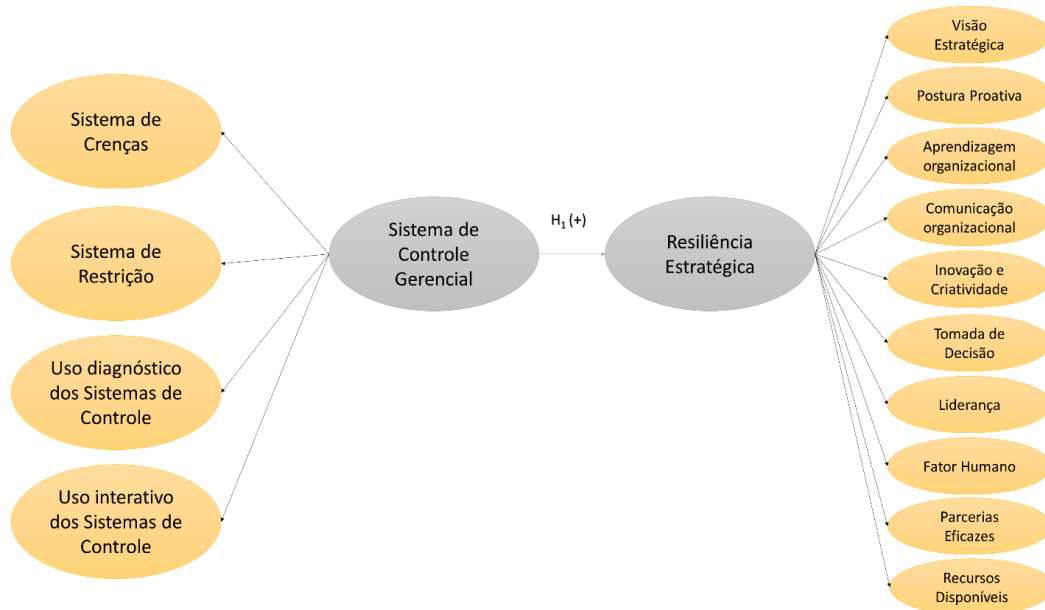 Sistema de
Crenças
Sistema de
Restrição
Uso diagnóstico
dos Sistemas de
Controle
Uso interativo
dos Sistemas de
Controle
Sistema de
Controle
Gerencial
H₁ (+)
Resiliência
Estratégica
Visão
Estratégica
Postura Proativa
Aprendizagem
organizacional
Comunicação
organizacional
Inovação e
Criatividade
Tomada de
Decisão
Liderança
Fator Humano
Parcerias
Eficazes
Recursos
Disponíveis